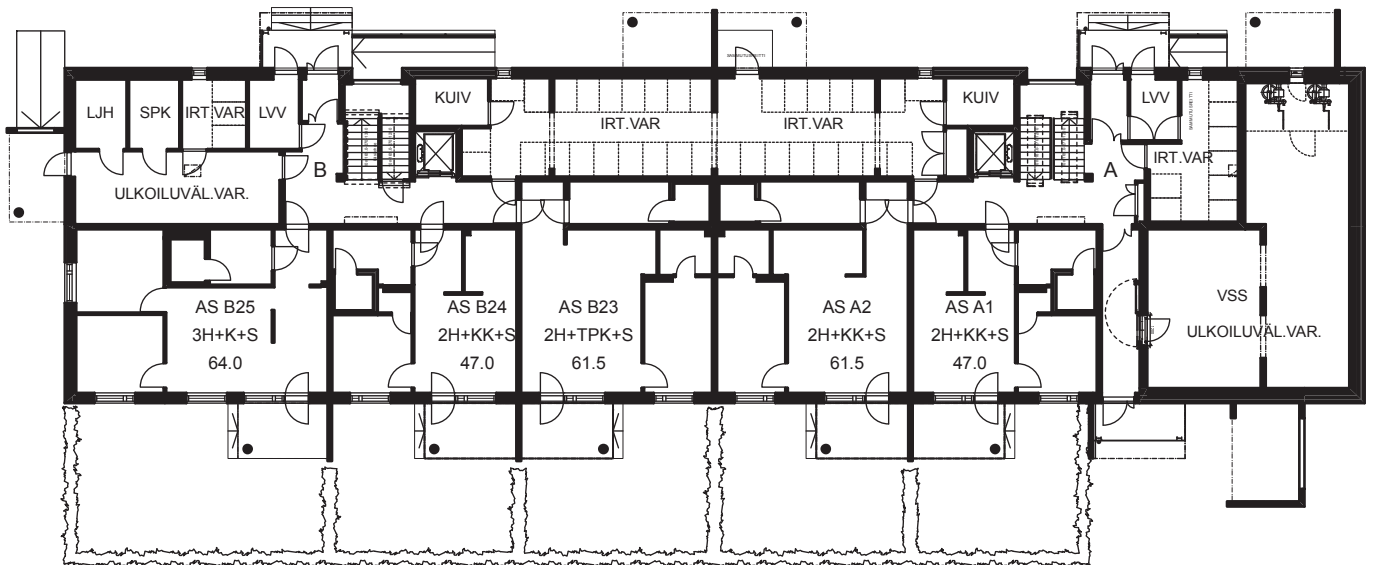 LJH
SPK
IRT.VAR
LVV
KUIV
IRT.VAR
IRT.VAR
KUIV
LVV
IRT.VAR
B
A
ULKOILUVÄL.VAR.
AS B25
3H+K+S
64.0
AS B24
2H+KK+S
47.0
AS B23
2H+TPK+S
61.5
AS A2
2H+KK+S
61.5
AS A1
2H+KK+S
47.0
VSS
ULKOILUVÄL.VAR.